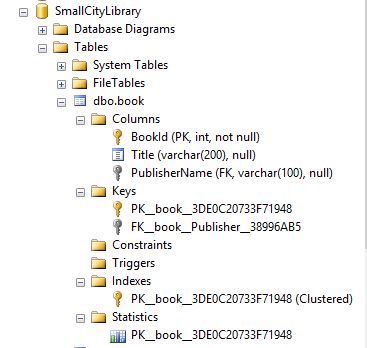 SmallCityLibrary
Database Diagrams
Tables
System Tables
FileTables
dbo.book
Columns
BookId (PK, int, not null)
Title (varchar(200), null)
PublisherName (FK, varchar(100), null)
Keys
PK__book__3DE0C20733F71948
FK__book__Publisher__38996AB5
Constraints
Triggers
Indexes
PK__book__3DE0C20733F71948 (Clustered)
Statistics
PK__book__3DE0C20733F71948